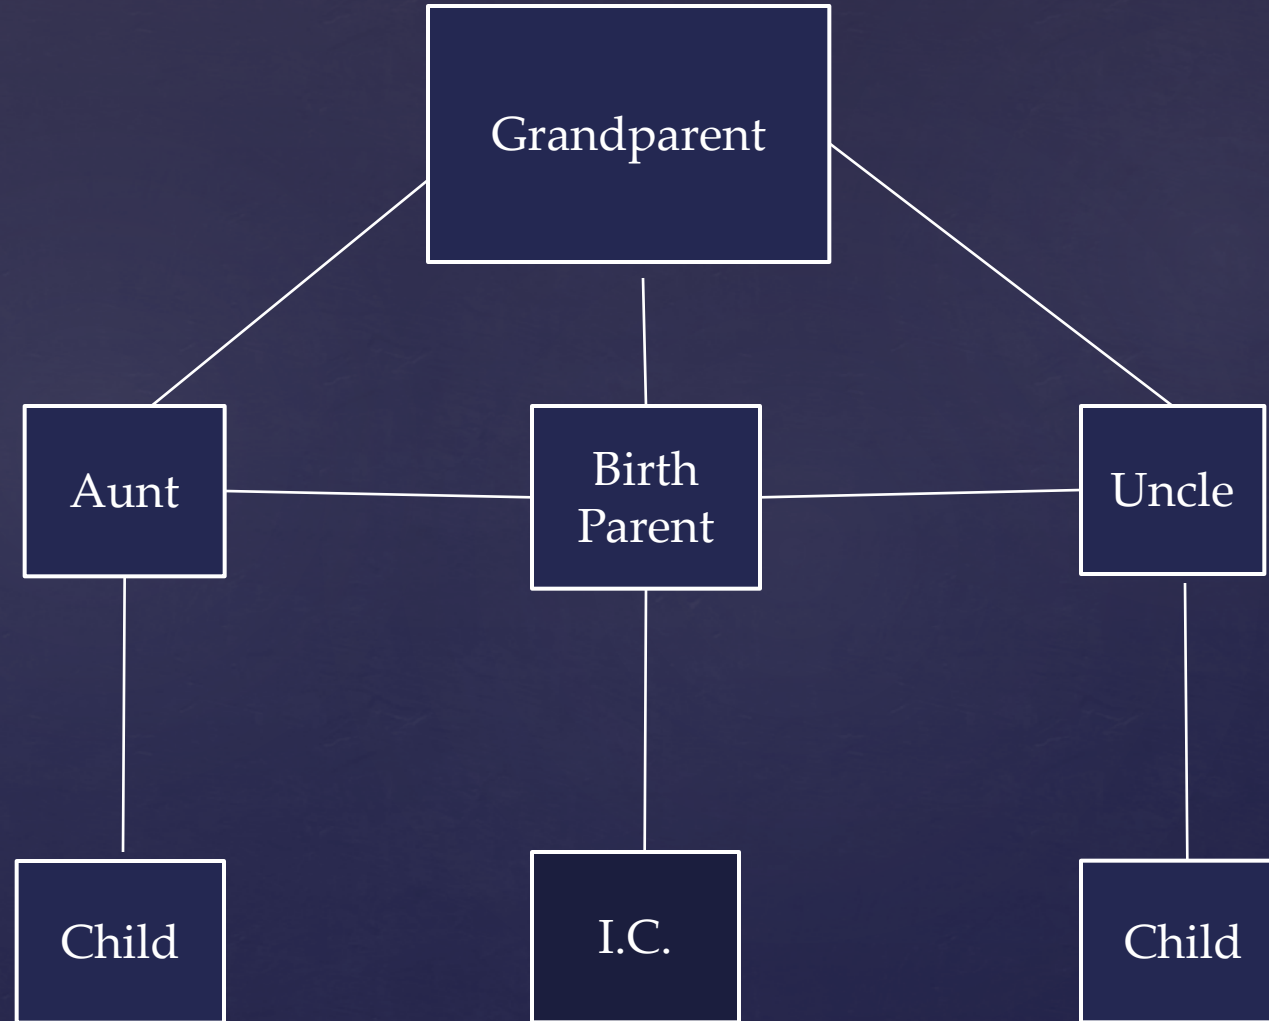 Grandparent
Aunt
Birth
Parent
Uncle
Child
I.C.
Child